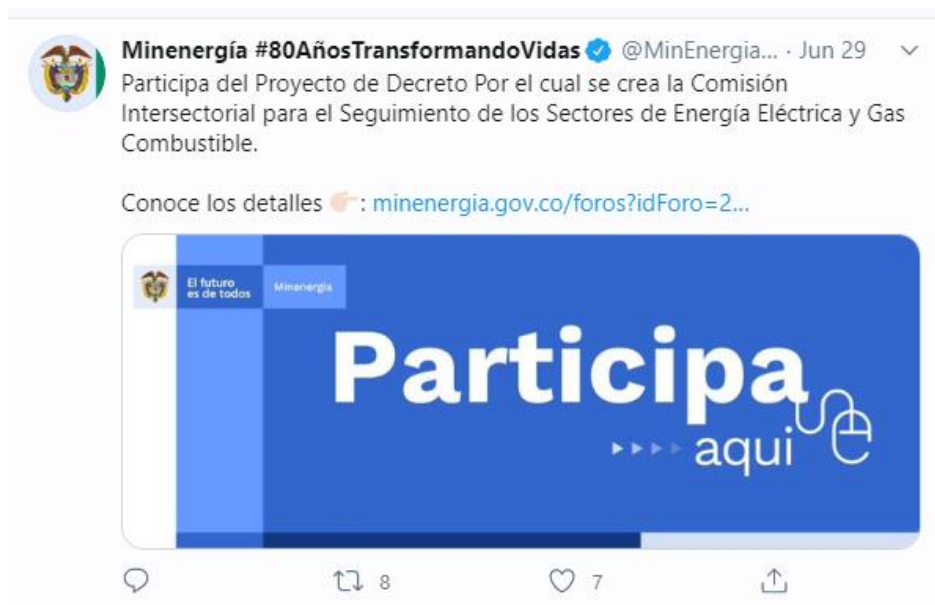 Minenergía #80AñosTransformandoVidas @MinEnergia... · Jun 29
Participa del Proyecto de Decreto Por el cual se crea la Comisión
Intersectorial para el Seguimiento de los Sectores de Energía Eléctrica y Gas
Combustible.
Conoce los detalles 👉🏻: minenergia.gov.co/foros?idForo=2...
El futuro
es de todos
Minenergía
Participa
aqui
8
7